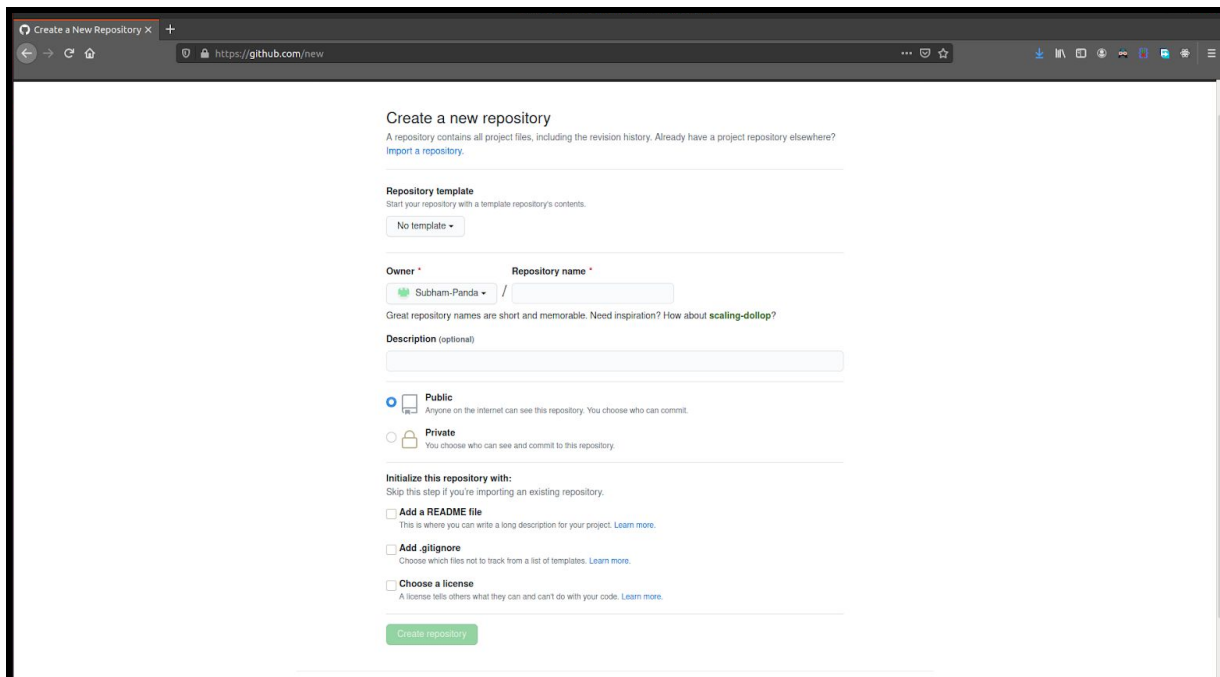 Create a New Repository
https://github.com/new
Create a new repository
A repository contains all project files, including the revision history. Already have a project repository elsewhere?
Import a repository.
Repository template
Start your repository with a template repository's contents.
No template
Owner * Repository name *
Subham-Panda /
Great repository names are short and memorable. Need inspiration? How about scaling-dollop?
Description (optional)
Public
Anyone on the internet can see this repository. You choose who can commit.
Private
You choose who can see and commit to this repository.
Initialize this repository with:
Skip this step if you're importing an existing repository.
Add a README file
This is where you can write a long description for your project. Learn more.
Add .gitignore
Choose which files not to track from a list of templates. Learn more.
Choose a license
A license tells others what they can and can't do with your code. Learn more.
Create repository